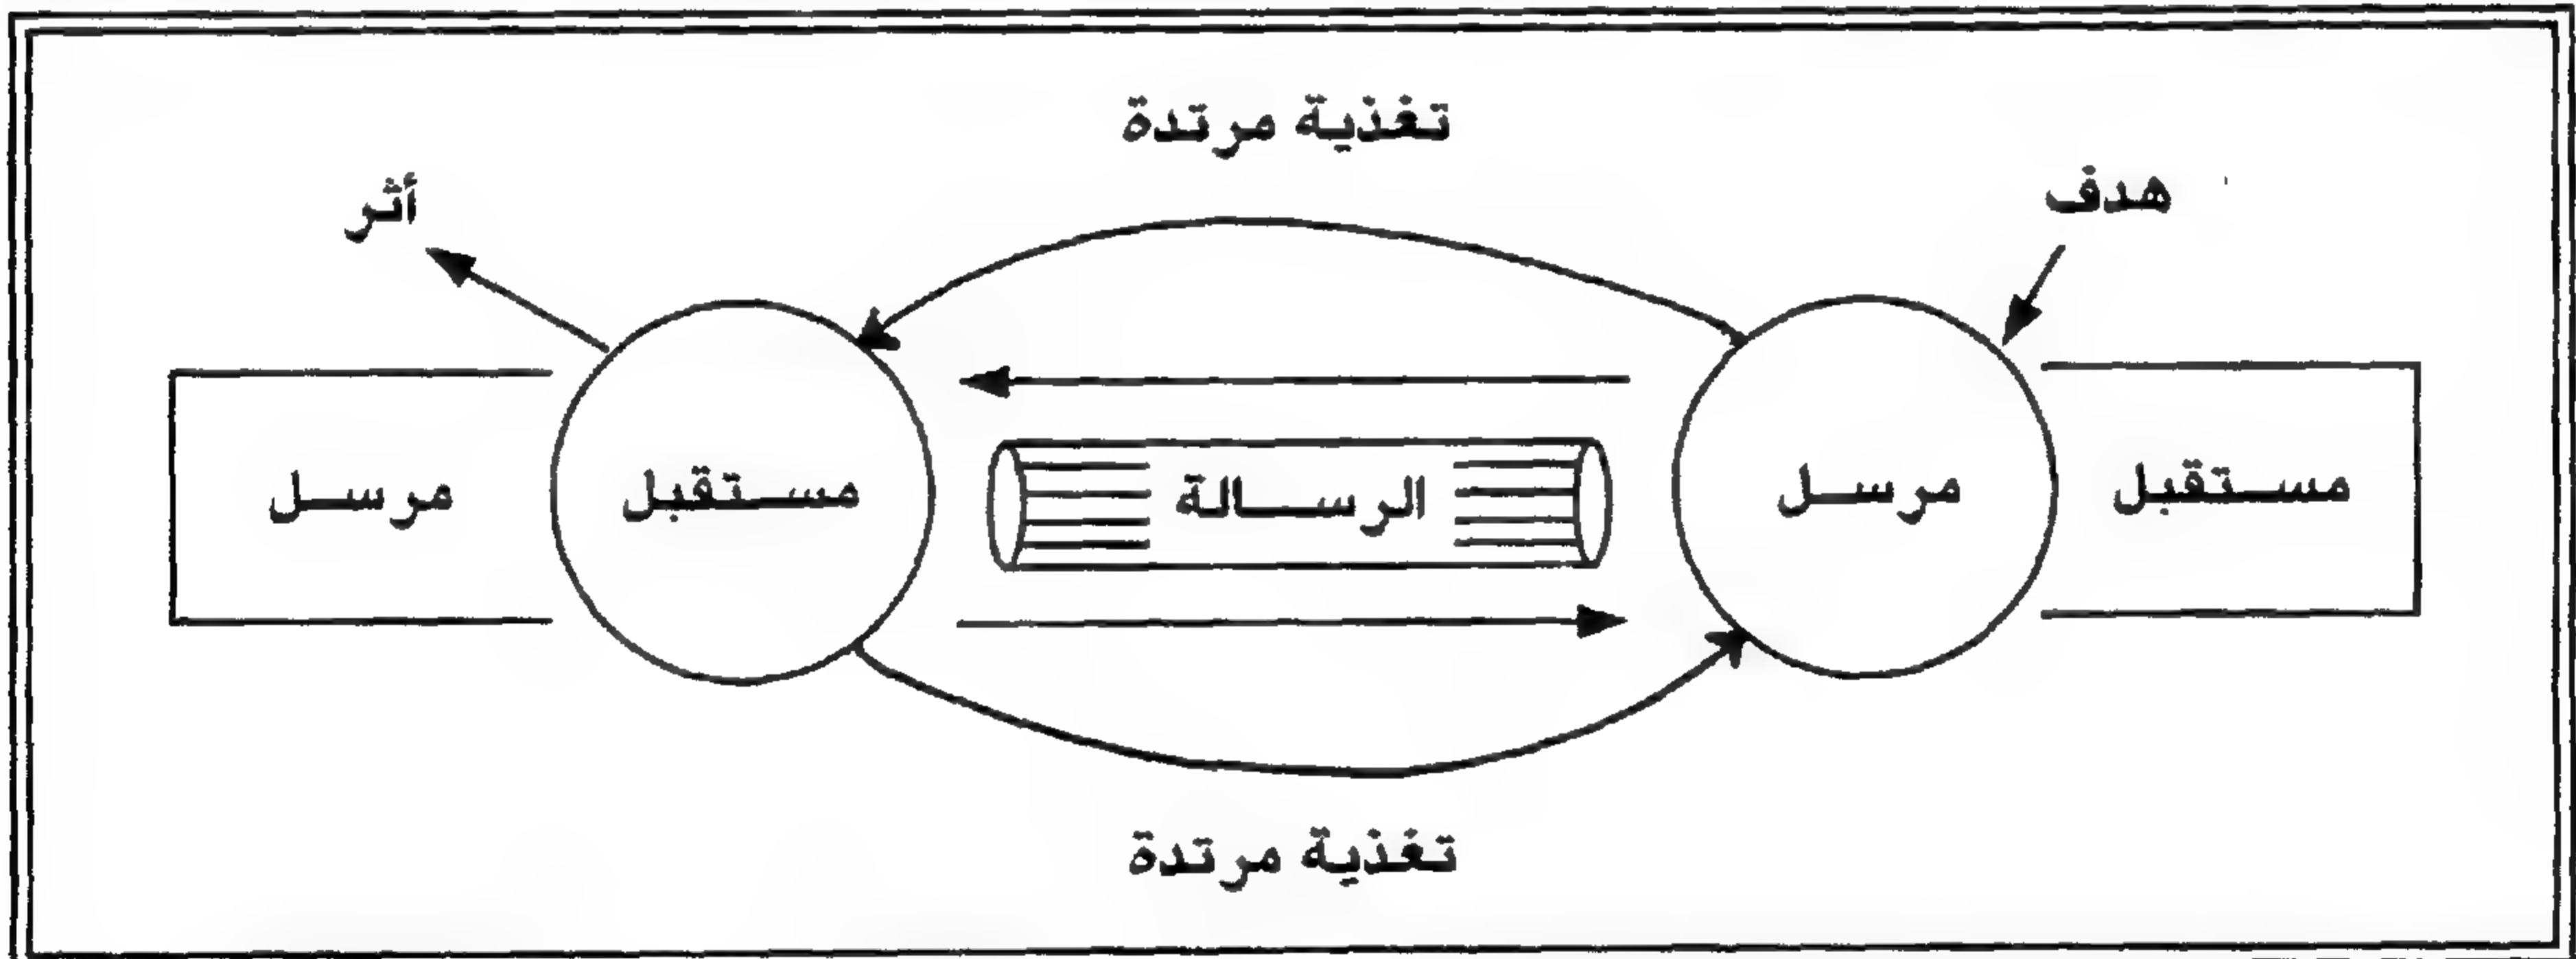 تغذية مرتدة
هدف
أثر
مستقبل
مرسل
الرسالة
مستقبل
مرسل
تغذية مرتدة